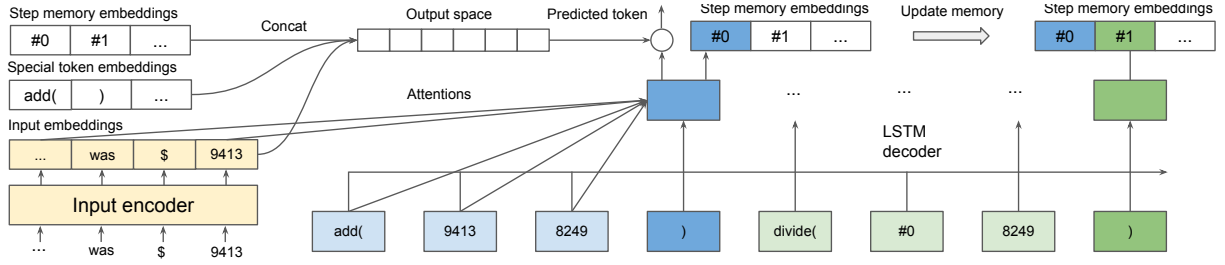 Step memory embeddings
#0 #1 ...
Special token embeddings
add( ) ...
Input embeddings
... was $ 9413
Input encoder
... was $ 9413
Concat
Output space
Predicted token
Attentions
Step memory embeddings
#0 #1 ...
Update memory
Step memory embeddings
#0 #1 ...
... ... ...
LSTM
decoder
add( 9413 8249 ) divide( #0 8249 )